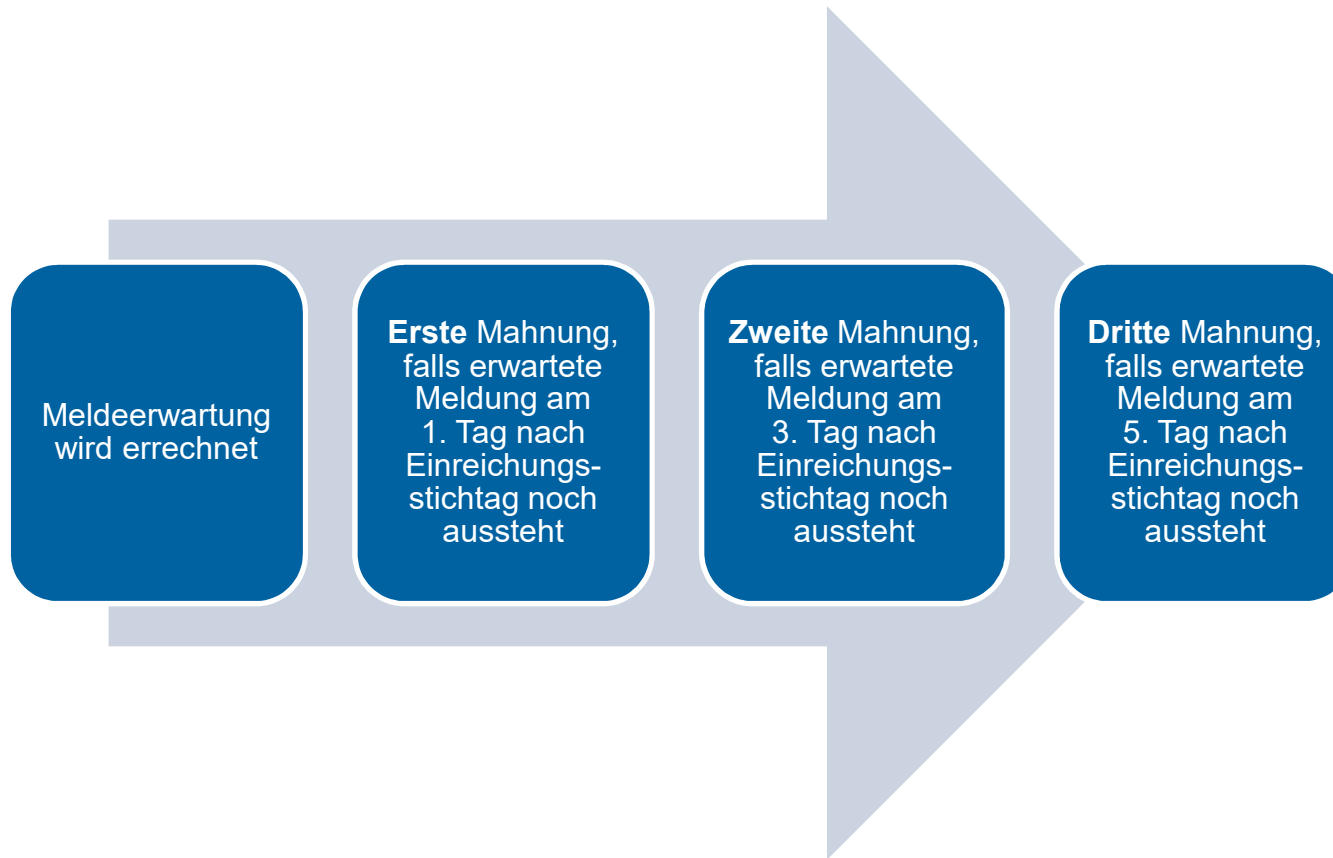 Meldeerwartung
wird errechnet
Erste Mahnung,
falls erwartete
Meldung am
1. Tag nach
Einreichungs-
stichtag noch
aussteht
Zweite Mahnung,
falls erwartete
Meldung am
3. Tag nach
Einreichungs-
stichtag noch
aussteht
Dritte Mahnung,
falls erwartete
Meldung am
5. Tag nach
Einreichungs-
stichtag noch
aussteht